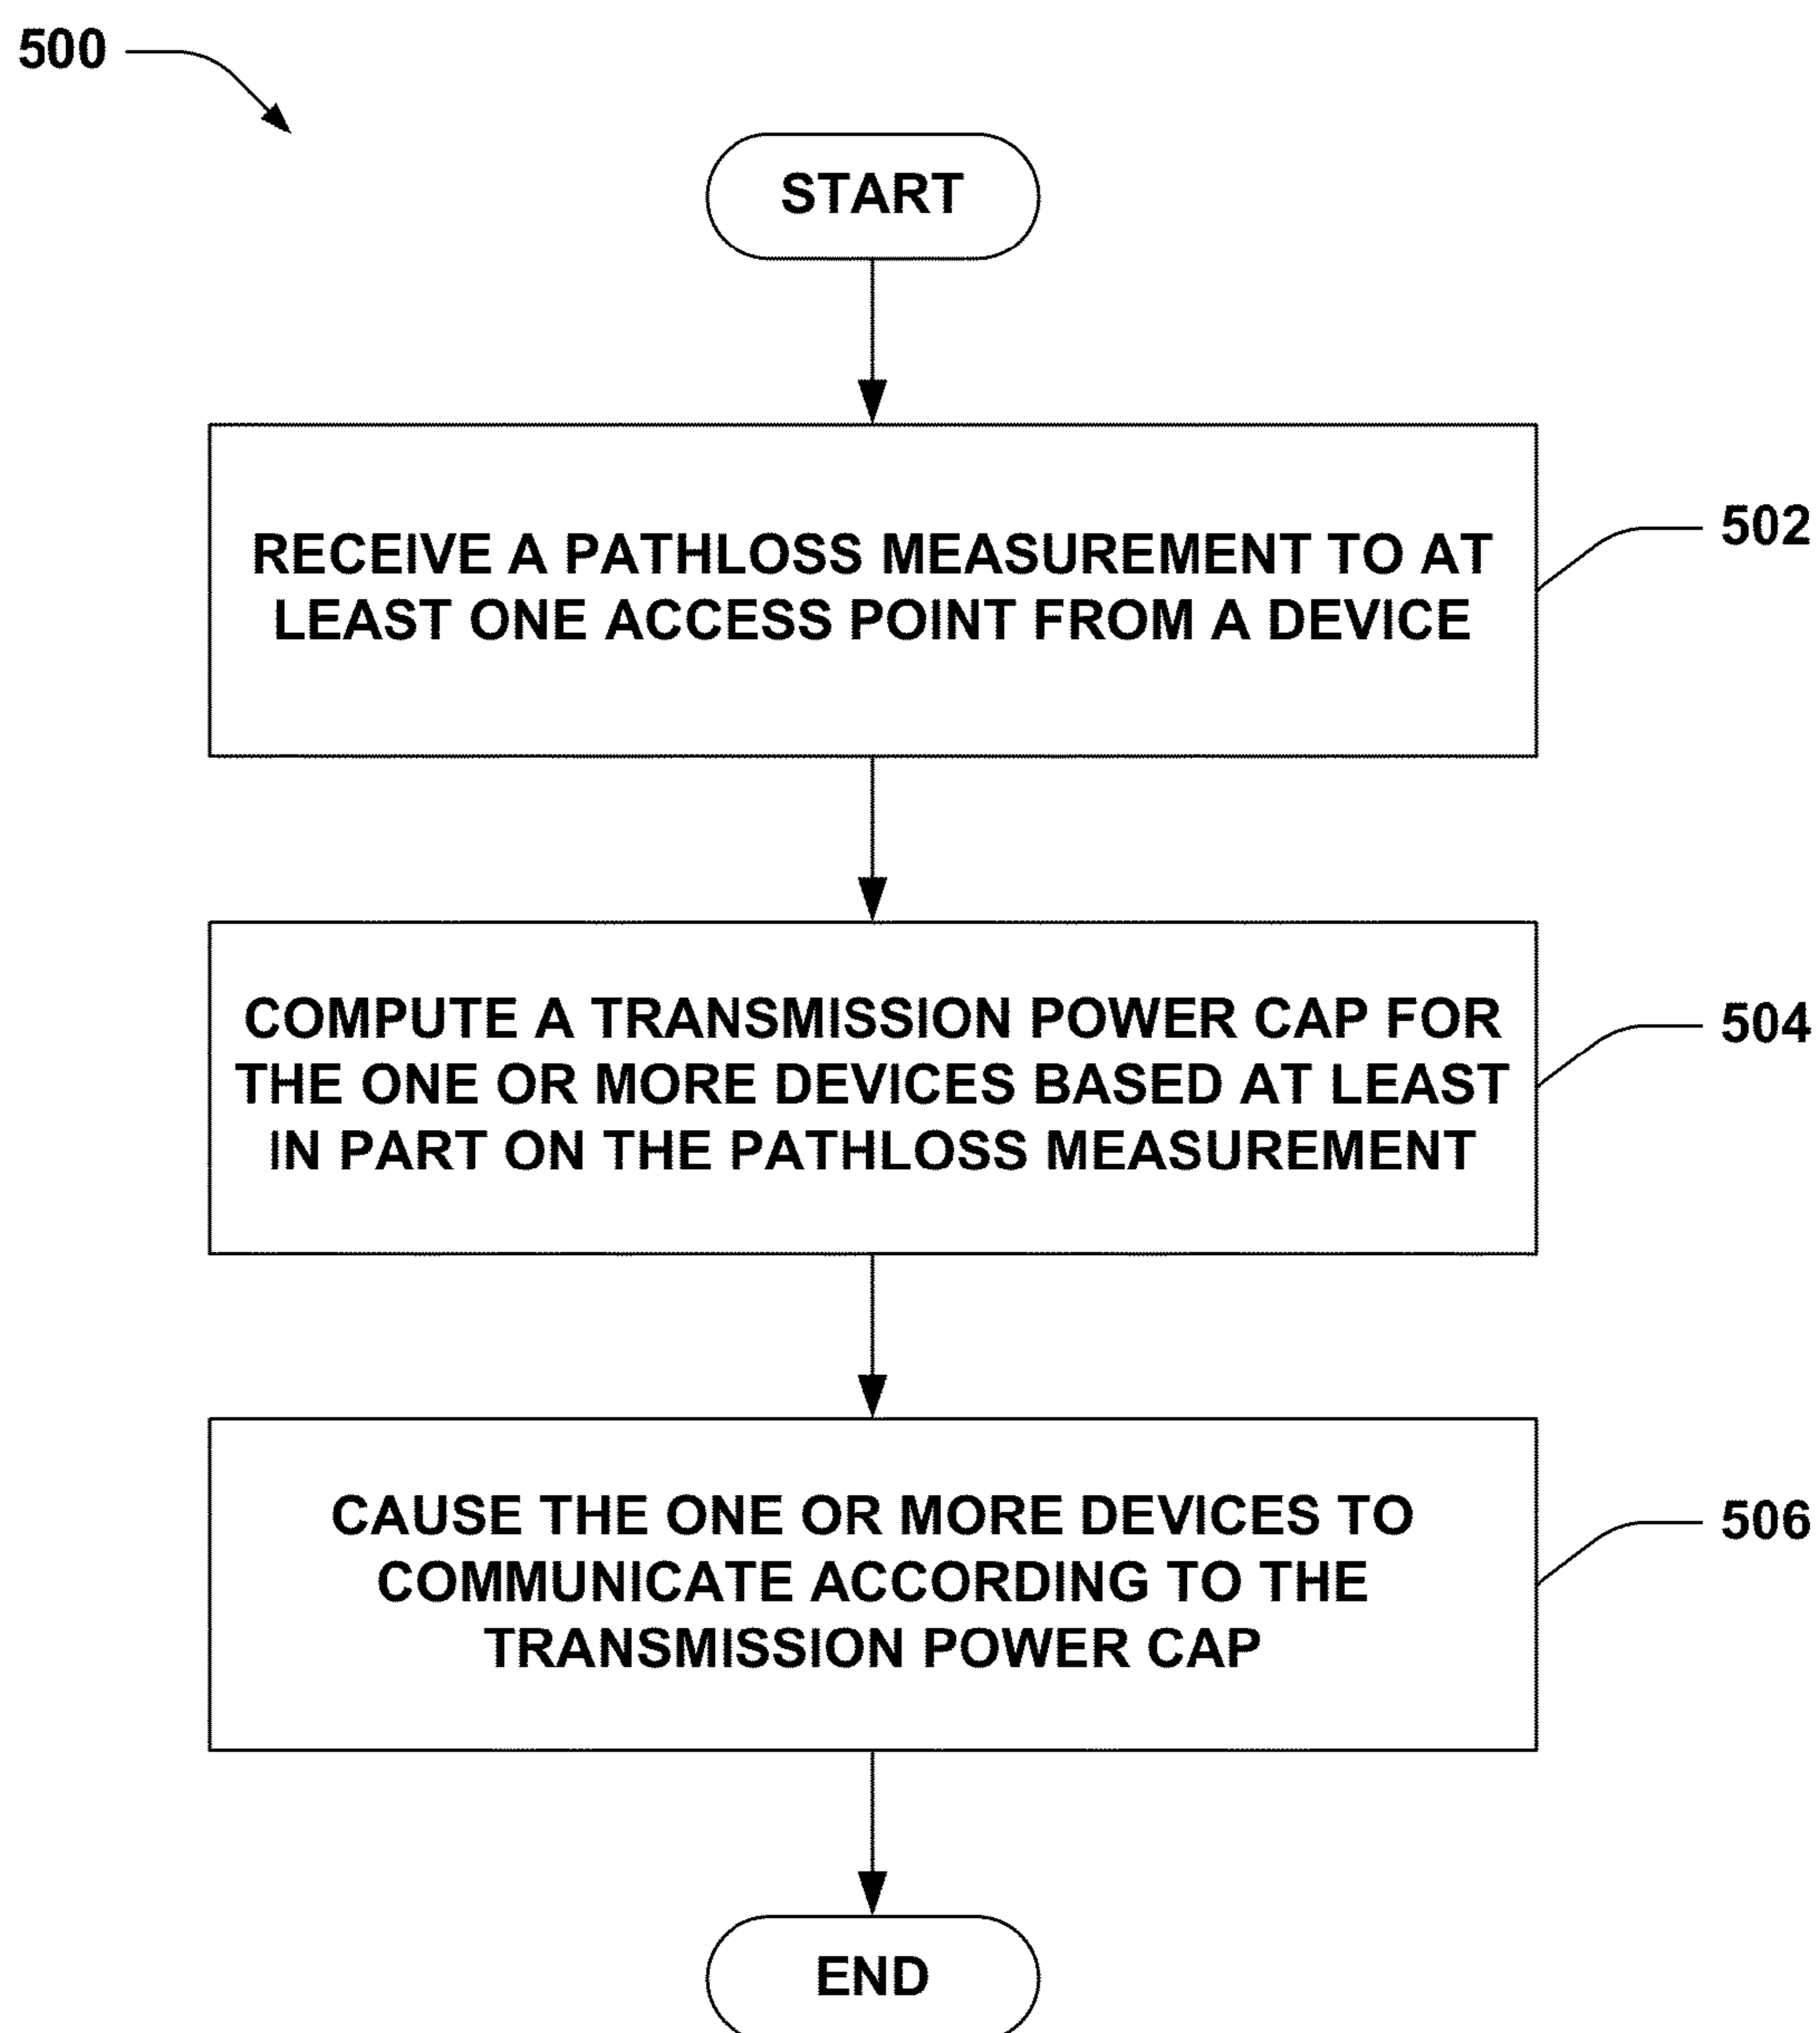 500
START
RECEIVE A PATHLOSS MEASUREMENT TO AT
LEAST ONE ACCESS POINT FROM A DEVICE
502
COMPUTE A TRANSMISSION POWER CAP FOR
THE ONE OR MORE DEVICES BASED AT LEAST
IN PART ON THE PATHLOSS MEASUREMENT
504
CAUSE THE ONE OR MORE DEVICES TO
COMMUNICATE ACCORDING TO THE
TRANSMISSION POWER CAP
506
END